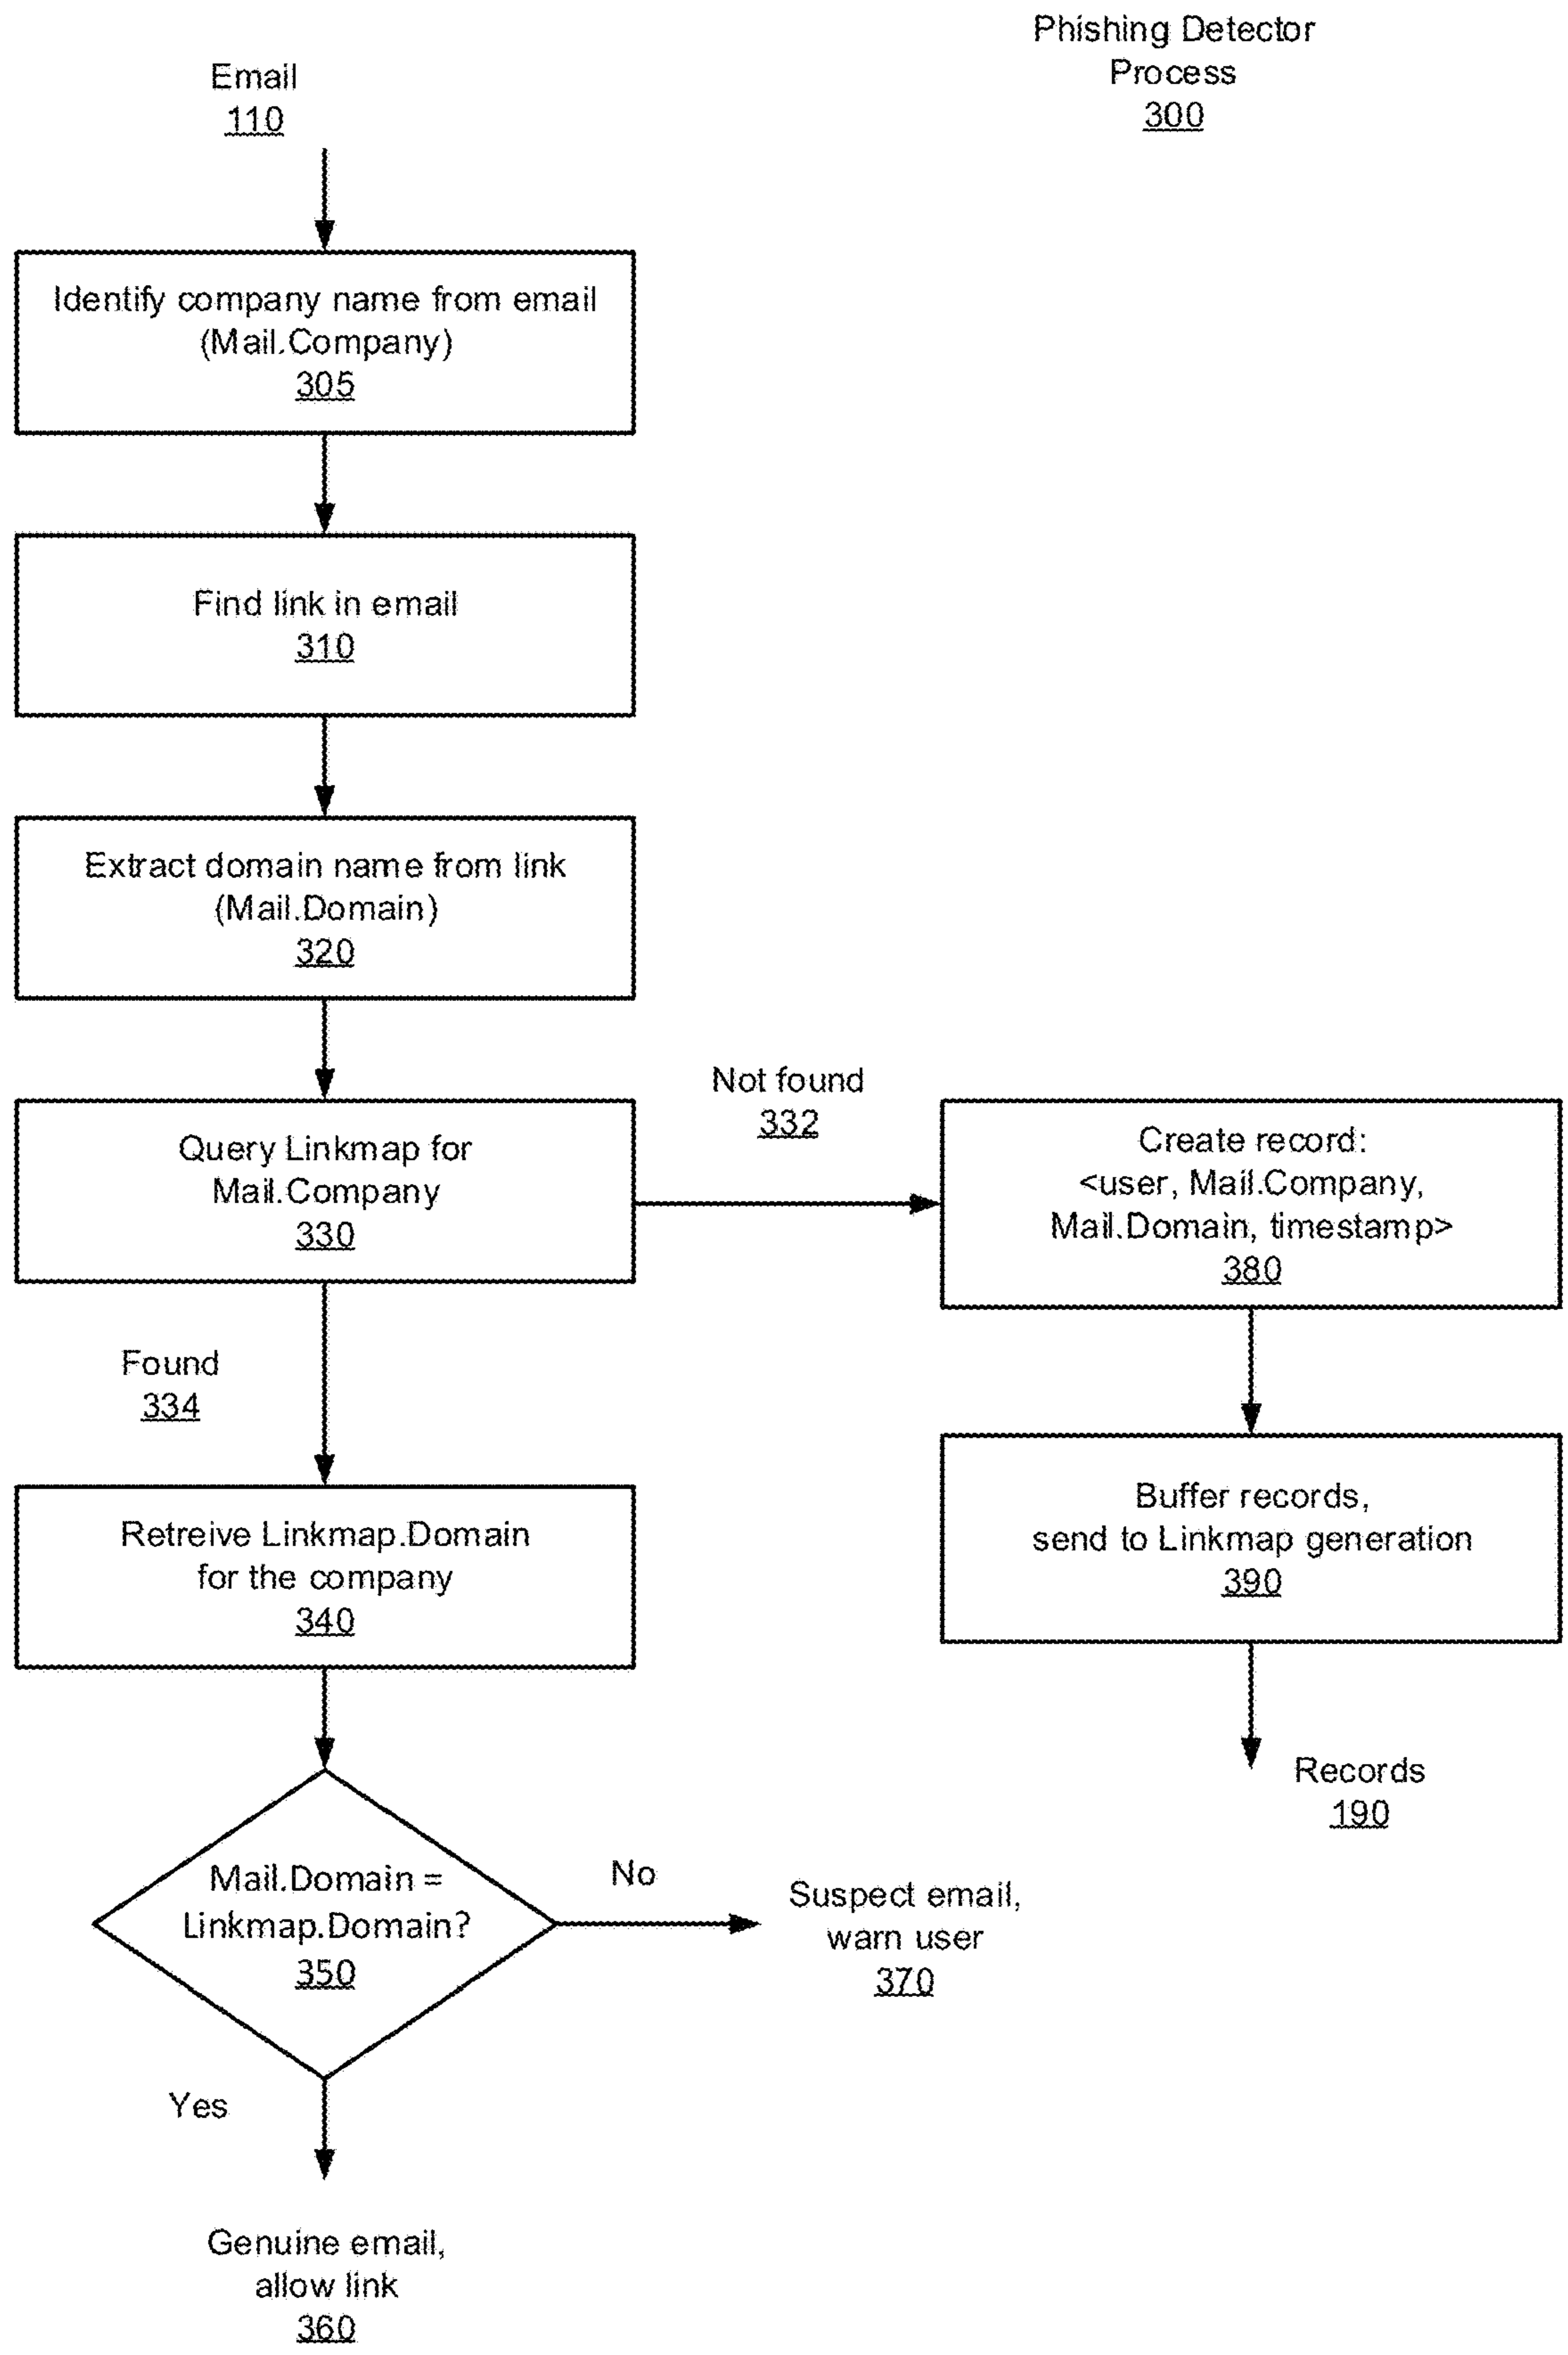 Phishing Detector
Process
300
Email
110
Identify company name from email
(Mail.Company)
305
Find link in email
310
Extract domain name from link
(Mail.Domain)
320
Query Linkmap for
Mail.Company
330
Not found
332
Create record:
<user, Mail.Company,
Mail.Domain, timestamp>
380
Found
334
Buffer records,
send to Linkmap generation
390
Retreive Linkmap.Domain
for the company
340
Records
190
Mail.Domain =
Linkmap.Domain?
350
No
Suspect email,
warn user
370
Yes
Genuine email,
allow link
360